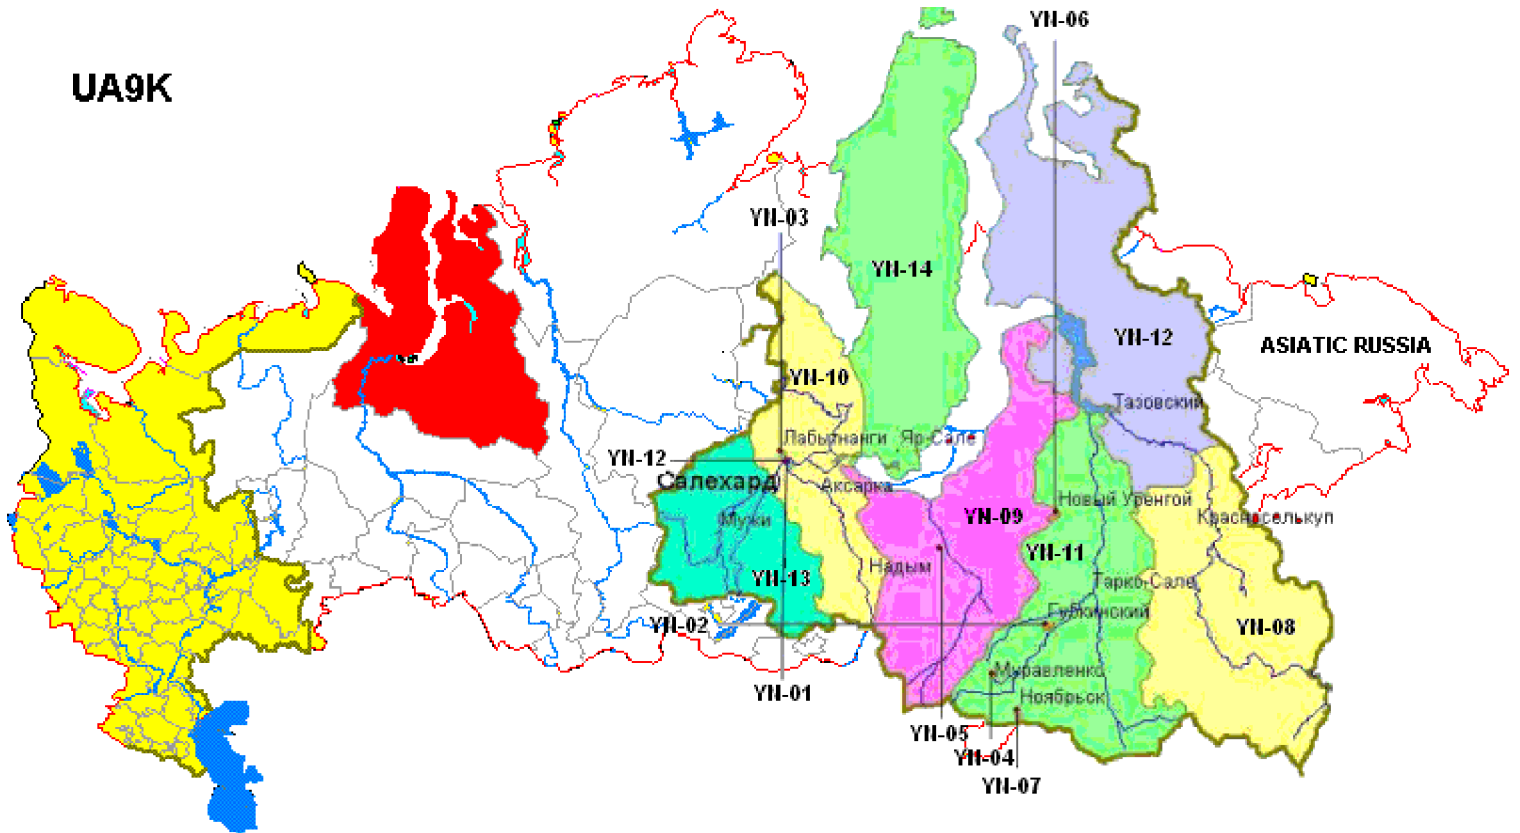 YN-06
UA9K
YN-03
YN-14
YN-12
ASIATIC RUSSIA
YN-10
Тазовский
Лабытнанги Яр-Сале
YN-12
Салехард
Аксарка
Новый Уренгой
Мужи
YN-09
Красноселькуп
YN-11
Надым
YN-13
Тарко-Сале
Губкинский
YN-02
YN-08
Муравленко
YN-01
Ноябрьск
YN-05
YN-04
YN-07